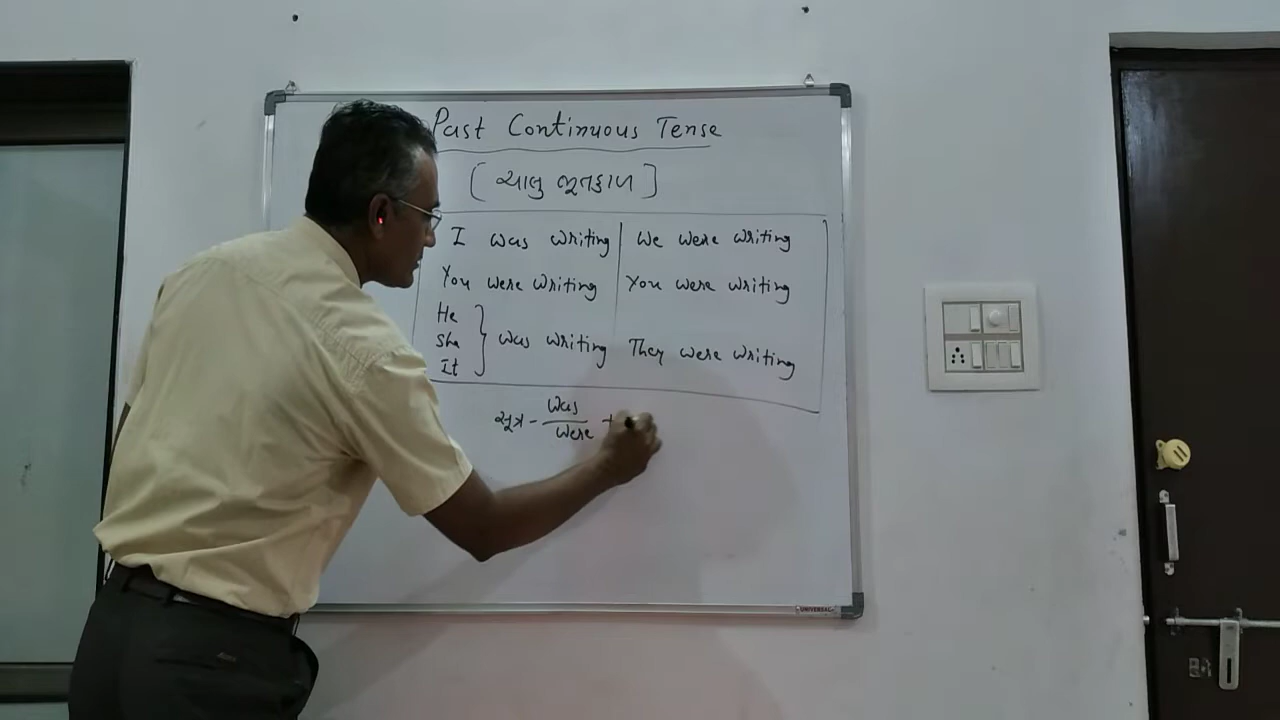 Past Continuous Tense
[ ચાલુ ભૂતકાળ ]
I was writing We were writing
You were writing You were writing
He
She
It
was writing They were writing
સૂત્ર - was
were +
UNIVERSAL